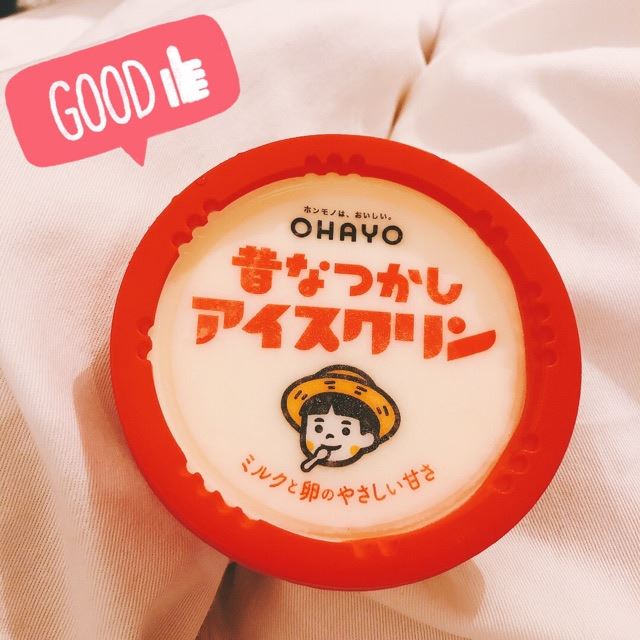 GOOD
ホンモノは、おいしい。
OHAYO
昔なつかし
アイスクリン
ミルクと卵のやさしい甘さ